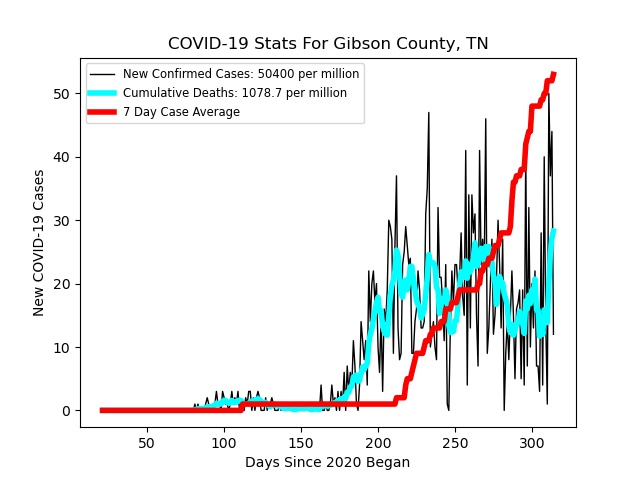 COVID-19 Stats For Gibson County, TN
New Confirmed Cases: 50400 per million
Cumulative Deaths: 1078.7 per million
7 Day Case Average
New COVID-19 Cases
50
40
30
20
10
0
50 100 150 200 250 300
Days Since 2020 Began